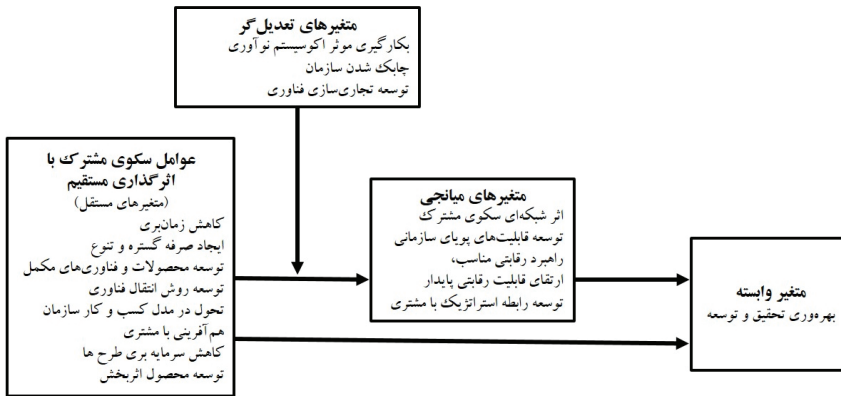 متغیرهای تعدیل‌گر
بکارگیری موثر اکوسیستم نوآوری
چابک شدن سازمان
توسعه تجاری‌سازی فناوری
عوامل سکوی مشترک با
اثرگذاری مستقیم
(متغیرهای مستقل)
کاهش زمان‌بری
ایجاد صرفه گستره و تنوع
توسعه محصولات و فناوری‌های مکمل
توسعه روش انتقال فناوری
تحول در مدل کسب و کار سازمان
هم‌آفرینی با مشتری
کاهش سرمایه بری طرح ها
توسعه محصول اثربخش
متغیرهای میانجی
اثر شبکه‌ای سکوی مشترک
توسعه قابلیت‌های پویای سازمانی
راهبرد رقابتی مناسب،
ارتقای قابلیت رقابتی پایدار
توسعه رابطه استراتژیک با مشتری
متغیر وابسته
بهره‌وری تحقیق و توسعه